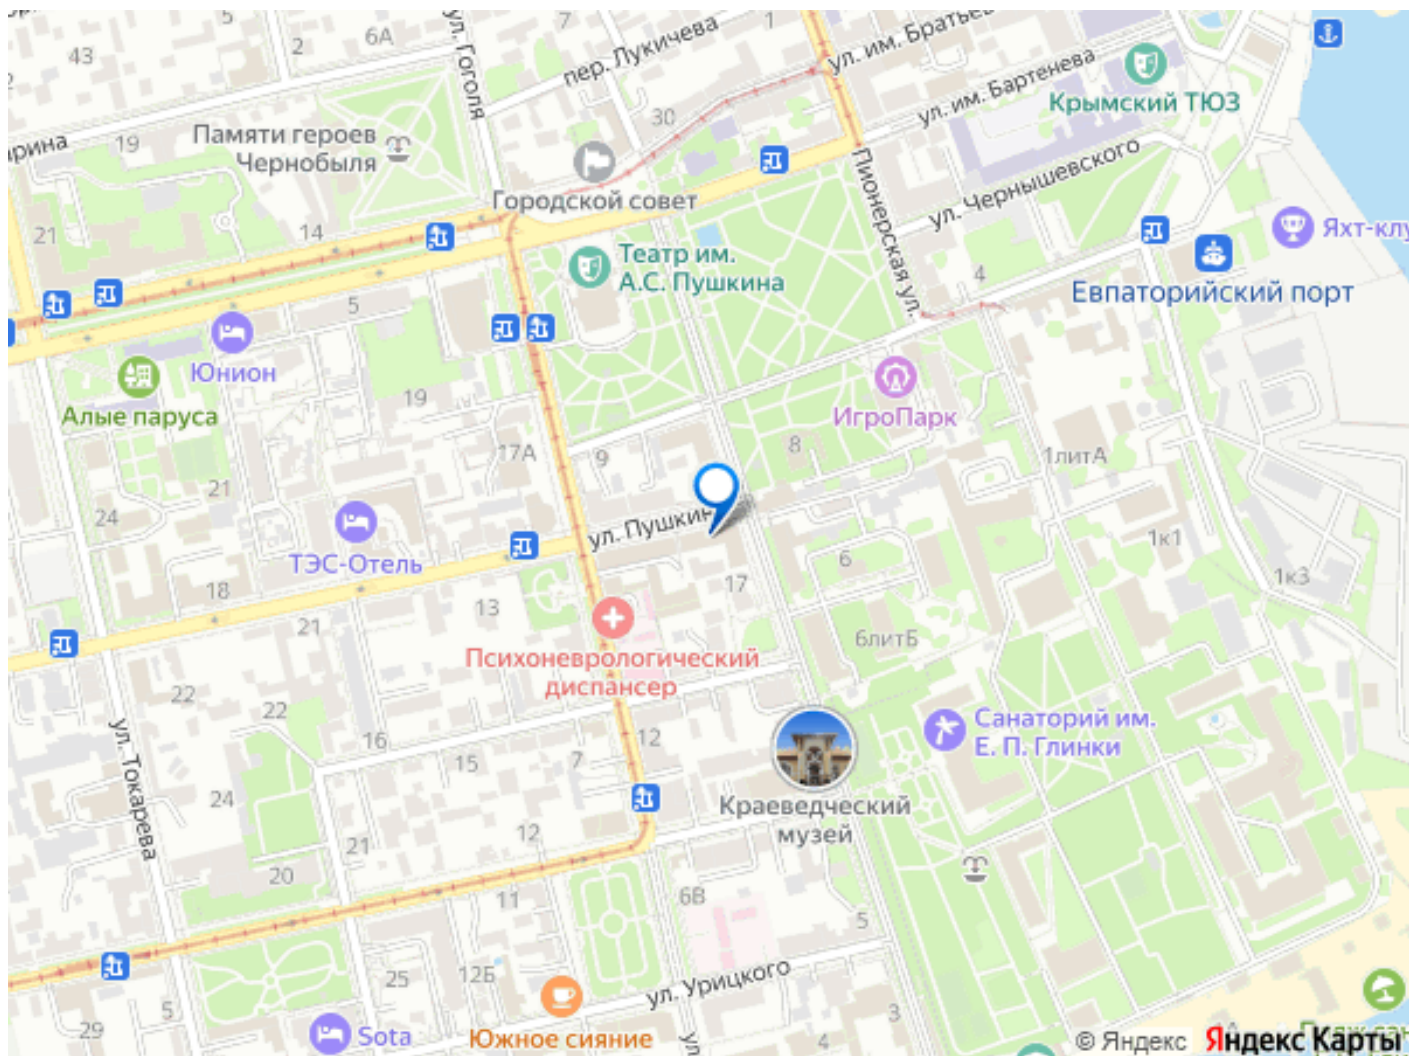 5
7
1
2
6А
43
ул. Гоголя
пер. Лукичева
ул. им. Братьев
ул. им. Бартенева
Крымский ТЮЗ
30
19
Памяти героев
Чернобыля
Городской совет
Пионерская ул.
ул. Чернышевского
21
14
Театр им.
А.С. Пушкина
4
Яхт-клу
Евпаторийский порт
5
Юнион
Алые паруса
19
ИгроПарк
17А
9
8
1литА
21
24
ул. Пушкин
ТЭС-Отель
1к1
6
1к3
18
13
17
21
6литБ
Психоневрологический
диспансер
22
22
Санаторий им.
Е. П. Глинки
ул. Токарева
16
12
15
7
24
Краеведческий
музей
12
21
20
11
6В
5
25
12Б
ул. Урицкого
5
3
29
Sota
Южное сияние
ул
4
© Яндекс
Яндекс Карты